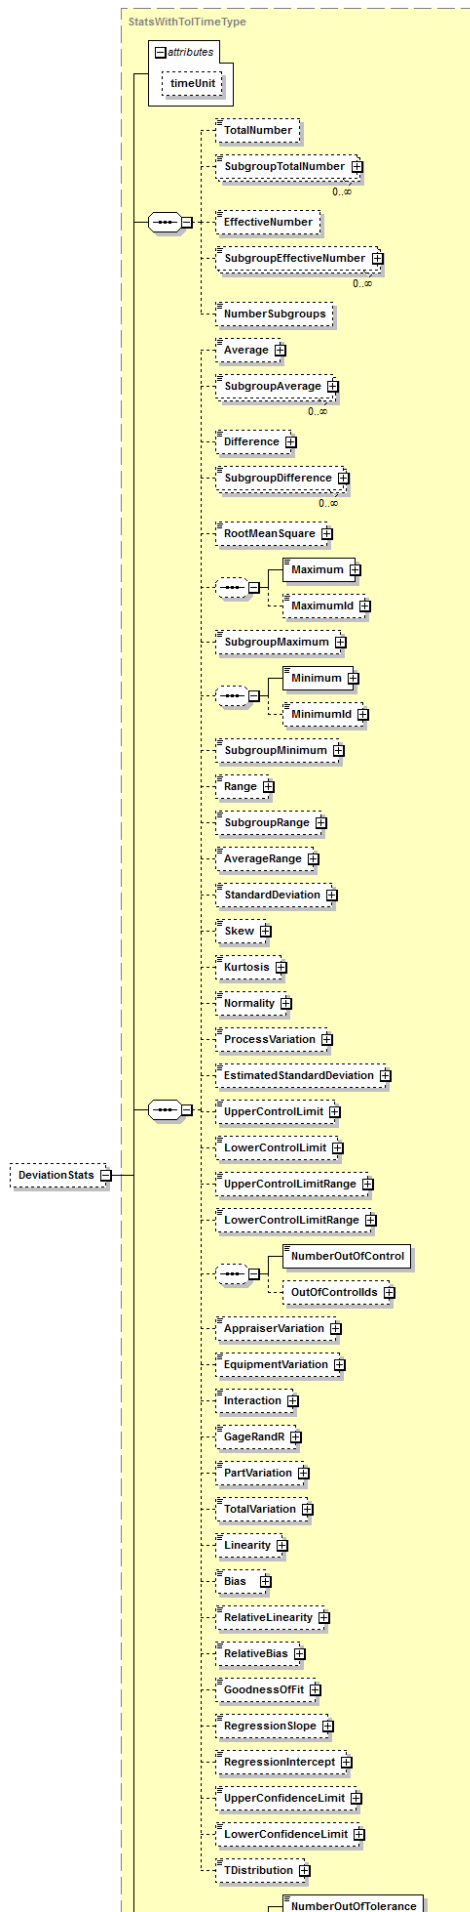 StatsWithTolTimeType
attributes
timeUnit
TotalNumber
SubgroupTotalNumber
0..∞
EffectiveNumber
SubgroupEffectiveNumber
0..∞
NumberSubgroups
Average
SubgroupAverage
0..∞
Difference
SubgroupDifference
0..∞
RootMeanSquare
Maximum
MaximumId
SubgroupMaximum
Minimum
MinimumId
SubgroupMinimum
Range
SubgroupRange
AverageRange
StandardDeviation
Skew
Kurtosis
Normality
ProcessVariation
EstimatedStandardDeviation
UpperControlLimit
LowerControlLimit
DeviationStats
UpperControlLimitRange
LowerControlLimitRange
NumberOutOfControl
OutOfControlIds
AppraiserVariation
EquipmentVariation
Interaction
GageRandR
PartVariation
TotalVariation
Linearity
Bias
RelativeLinearity
RelativeBias
GoodnessOfFit
RegressionSlope
RegressionIntercept
UpperConfidenceLimit
LowerConfidenceLimit
TDistribution
NumberOutOfTolerance